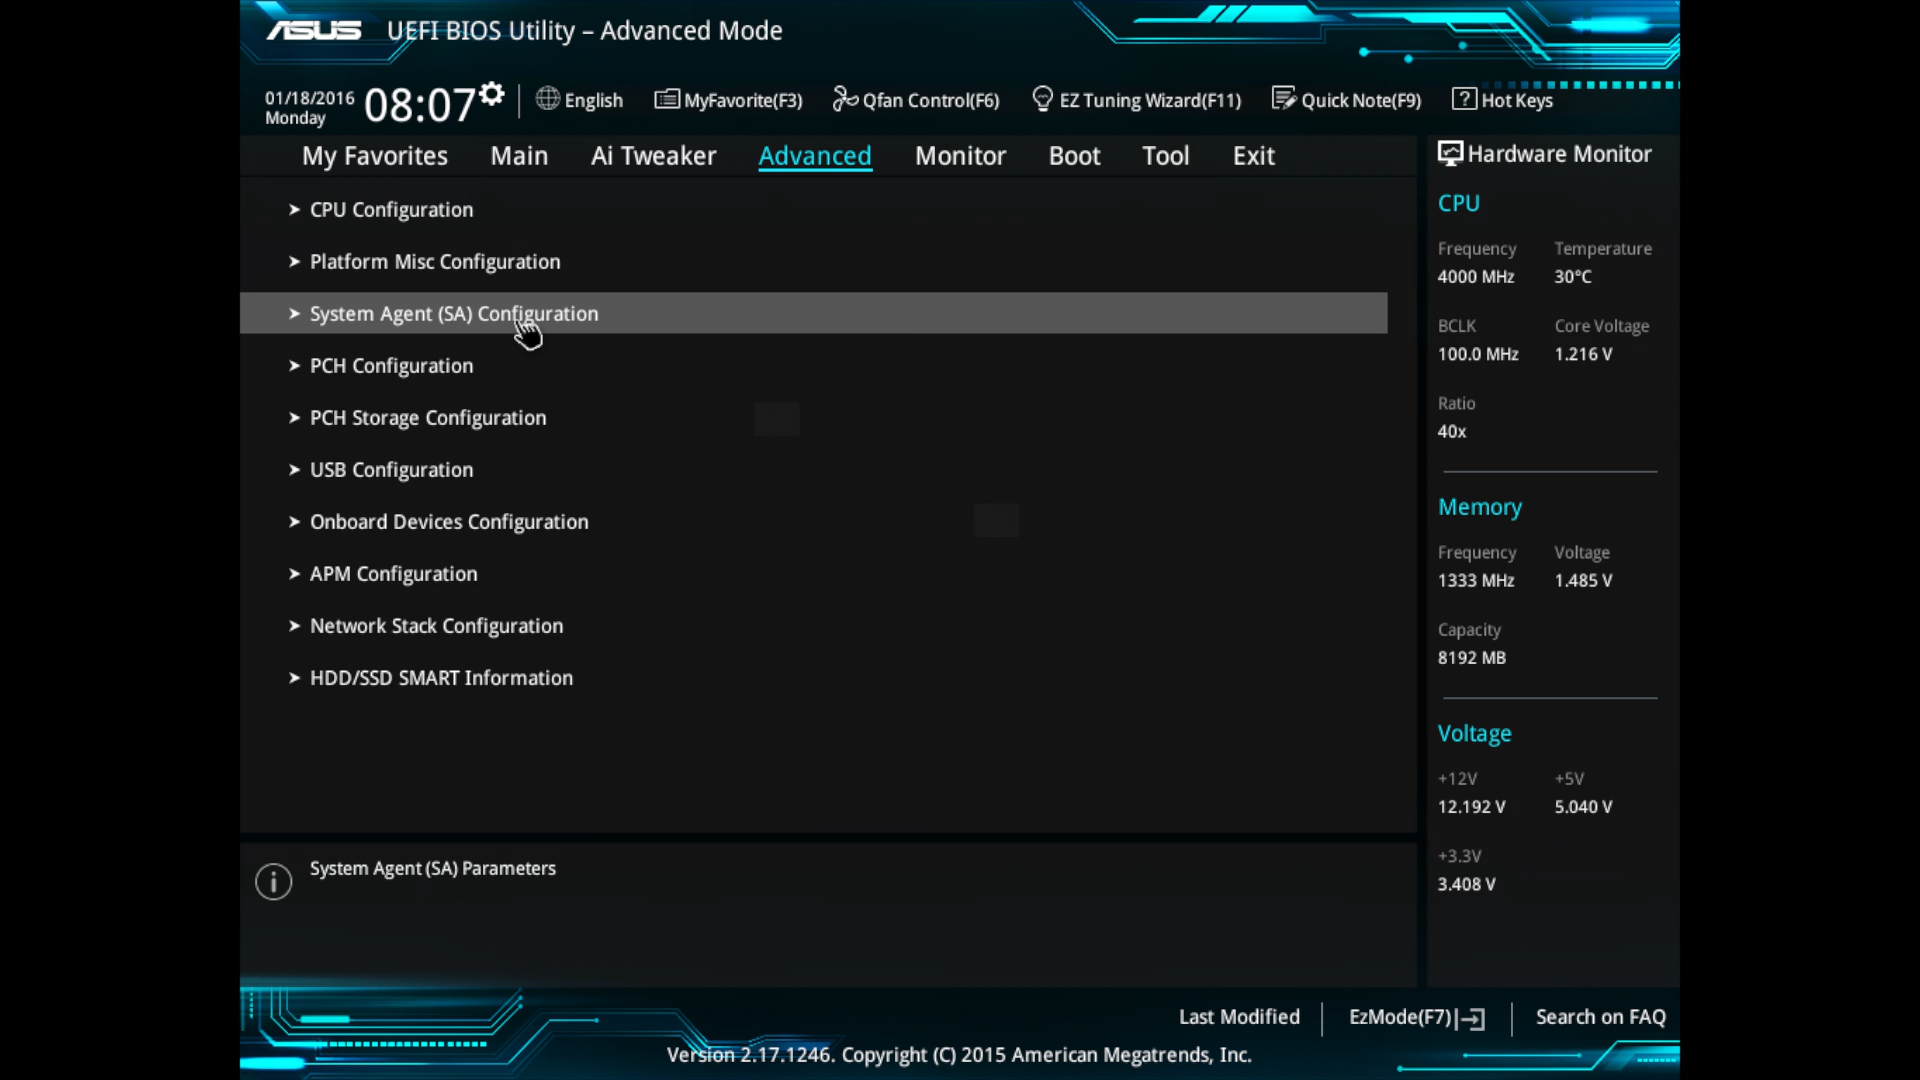 ASUS UEFI BIOS Utility – Advanced Mode
01/18/2016
Monday
08:07
English
MyFavorite(F3)
Qfan Control(F6)
EZ Tuning Wizard(F11)
Quick Note(F9)
? Hot Keys
My Favorites
Main
Ai Tweaker
Advanced
Monitor
Boot
Tool
Exit
CPU Configuration
Platform Misc Configuration
System Agent (SA) Configuration
PCH Configuration
PCH Storage Configuration
USB Configuration
Onboard Devices Configuration
APM Configuration
Network Stack Configuration
HDD/SSD SMART Information
System Agent (SA) Parameters
Hardware Monitor
CPU
Frequency Temperature
4000 MHz 30°C
BCLK Core Voltage
100.0 MHz 1.216 V
Ratio
40x
Memory
Frequency Voltage
1333 MHz 1.485 V
Capacity
8192 MB
Voltage
+12V +5V
12.192 V 5.040 V
+3.3V
3.408 V
Last Modified
EzMode(F7)
Search on FAQ
Version 2.17.1246. Copyright (C) 2015 American Megatrends, Inc.